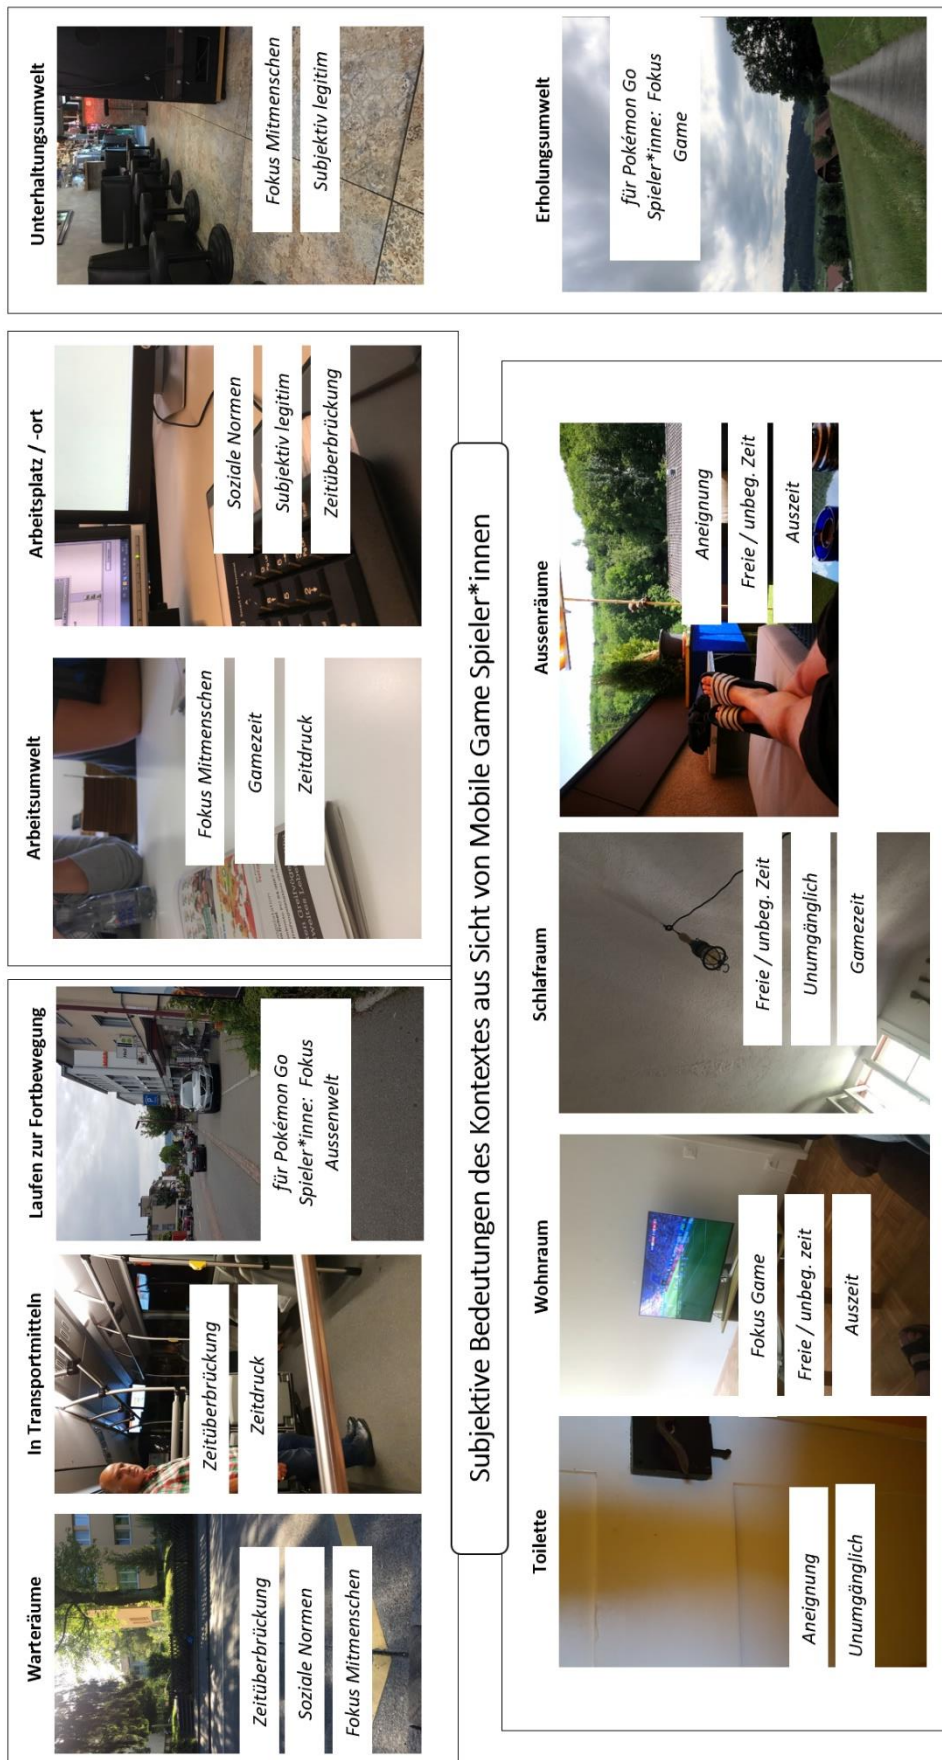 Warteräume
Zeitüberbrückung
Soziale Normen
Fokus Mitmenschen
In Transportmitteln
Zeitüberbrückung
Zeitdruck
Laufen zur Fortbewegung
für Pokémon Go
Spieler*inne: Fokus
Aussenwelt
Arbeitsumwelt
Fokus Mitmenschen
Gamezeit
Zeitdruck
Arbeitsplatz / -ort
Soziale Normen
Subjektiv legitim
Zeitüberbrückung
Unterhaltungsumwelt
Fokus Mitmenschen
Subjektiv legitim
Subjektive Bedeutungen des Kontextes aus Sicht von Mobile Game Spieler*innen
Toilette
Aneignung
Unumgänglich
Wohnraum
Fokus Game
Freie / unbeg. zeit
Auszeit
Schlafraum
Freie / unbeg. Zeit
Unumgänglich
Gamezeit
Aussenräume
Aneignung
Freie / unbeg. Zeit
Auszeit
Erholungsumwelt
für Pokémon Go
Spieler*inne: Fokus
Game